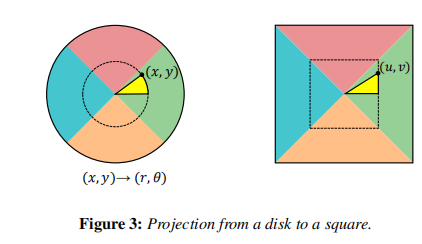 (x, y)
(u, v)
(x, y)→ (r, θ)
Figure 3: Projection from a disk to a square.